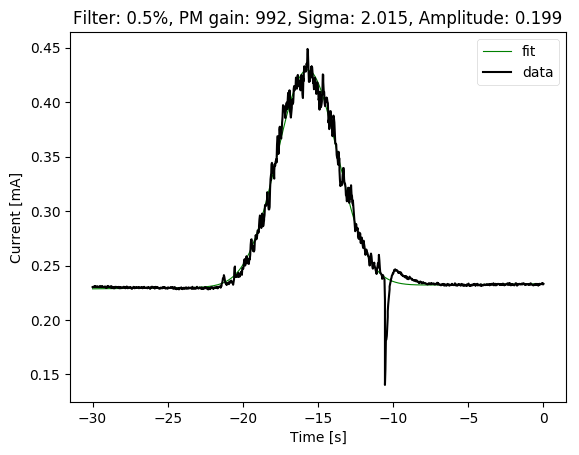 Filter: 0.5%, PM gain: 992, Sigma: 2.015, Amplitude: 0.199
fit
data
Current [mA]
0.45
0.40
0.35
0.30
0.25
0.20
0.15
−30
−25
−20
−15
−10
−5
0
Time [s]